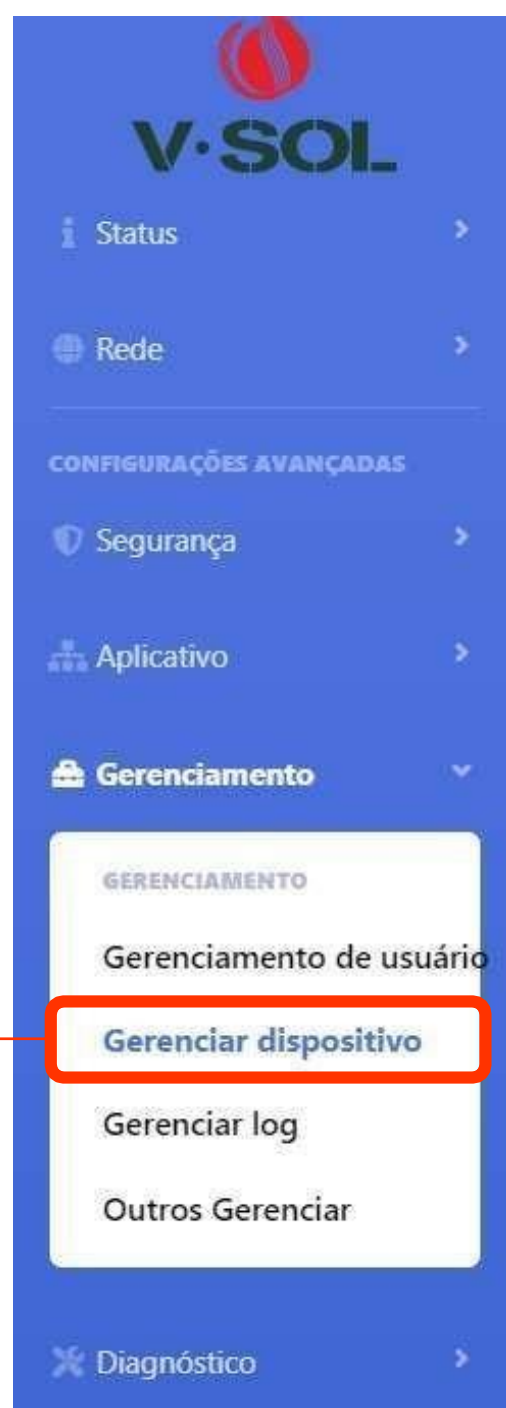 V·SOL
Status
Rede
CONFIGURAÇÕES AVANÇADAS
Segurança
Aplicativo
Gerenciamento
GERENCIAMENTO
Gerenciamento de usuário
Gerenciar dispositivo
Gerenciar log
Outros Gerenciar
Diagnóstico